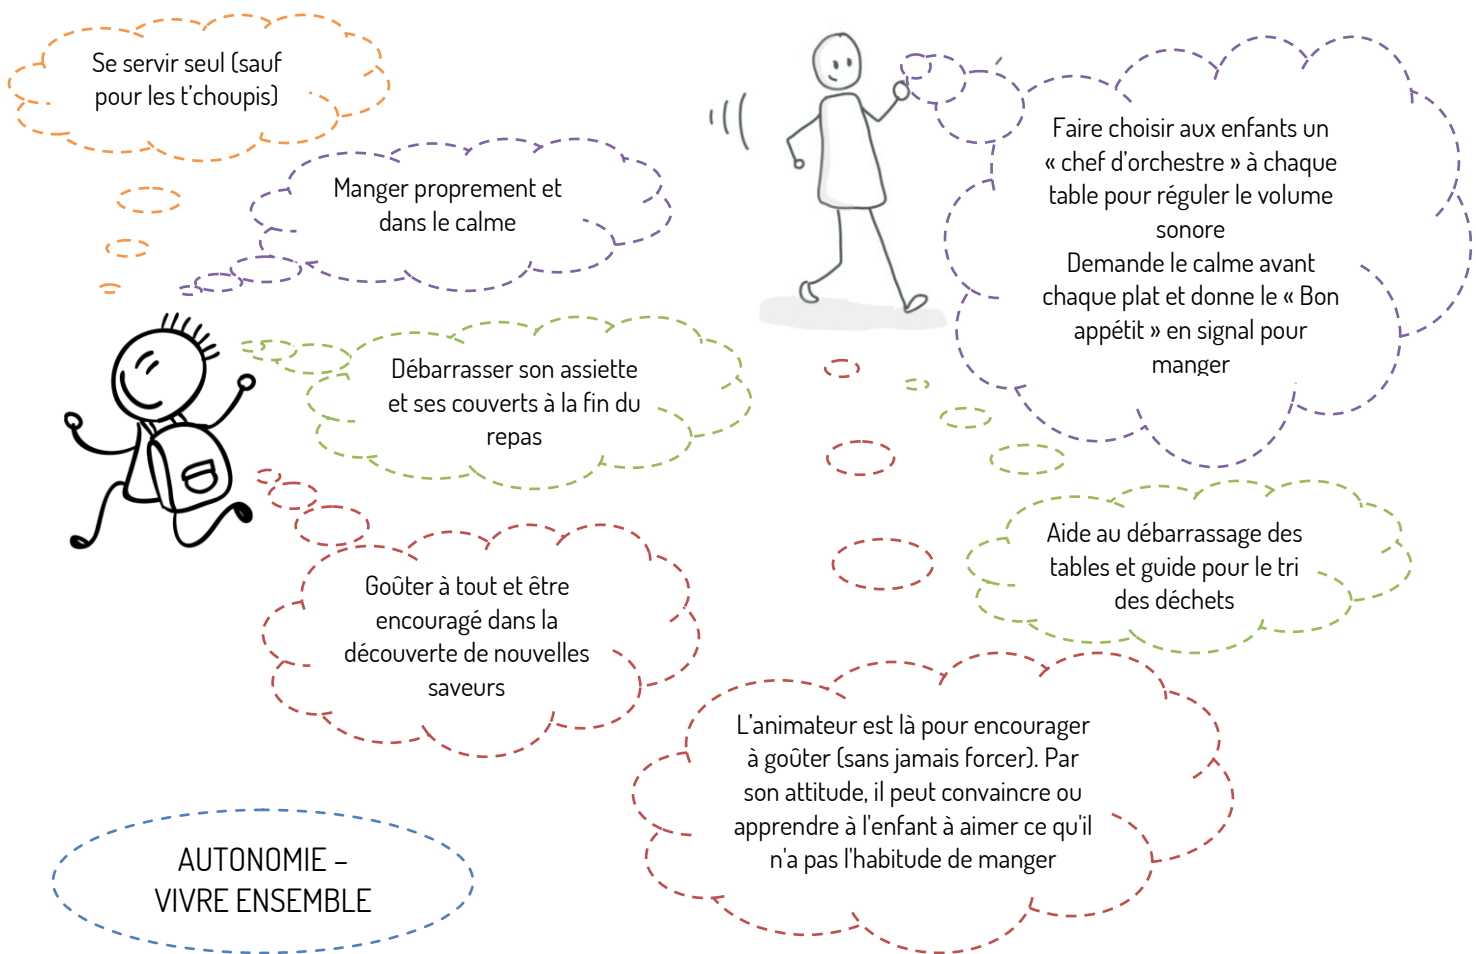 Se servir seul (sauf
pour les t'choupis)
Manger proprement et
dans le calme
Débarrasser son assiette
et ses couverts à la fin du
repas
Goûter à tout et être
encouragé dans la
découverte de nouvelles
saveurs
AUTONOMIE –
VIVRE ENSEMBLE
Faire choisir aux enfants un
« chef d'orchestre » à chaque
table pour réguler le volume
sonore
Demande le calme avant
chaque plat et donne le « Bon
appétit » en signal pour
manger
Aide au débarrassage des
tables et guide pour le tri
des déchets
L'animateur est là pour encourager
à goûter (sans jamais forcer). Par
son attitude, il peut convaincre ou
apprendre à l'enfant à aimer ce qu'il
n'a pas l'habitude de manger